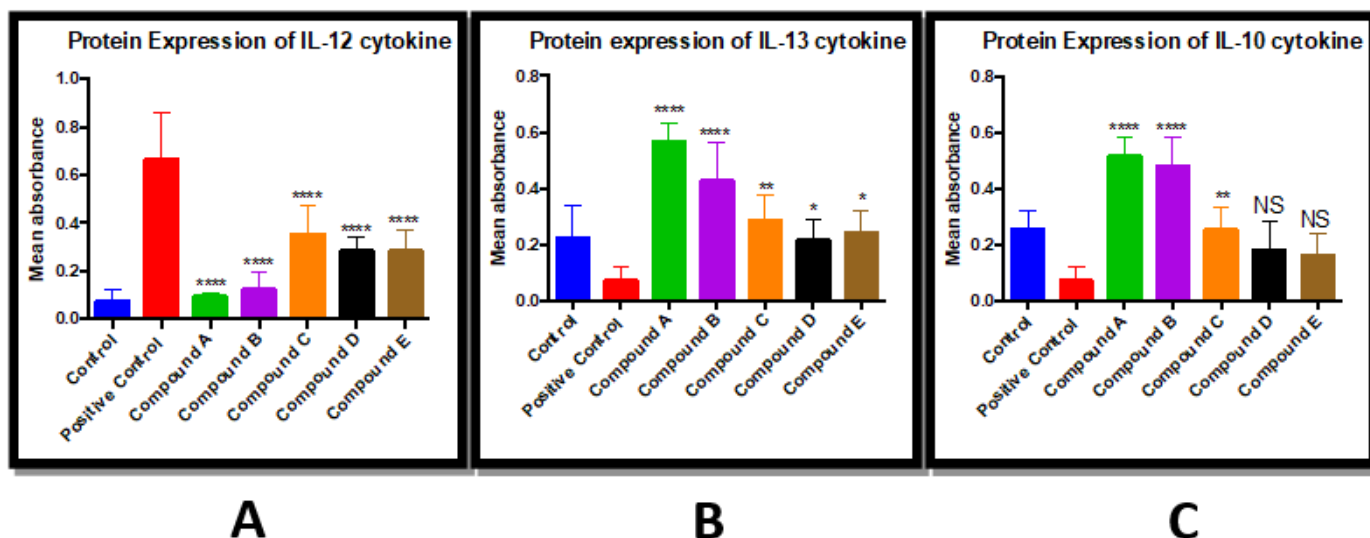 Protein Expression of IL-12 cytokine
Mean absorbance
1.0
0.8
0.6
0.4
0.2
0.0
****
****
****
****
****
Control
Positive Control
Compound A
Compound B
Compound C
Compound D
Compound E
A
Protein expression of IL-13 cytokine
Mean absorbance
0.8
0.6
0.4
0.2
0.0
****
****
**
*
*
Control
Positive Control
Compound A
Compound B
Compound C
Compound D
Compound E
B
Protein Expression of IL-10 cytokine
Mean absorbance
0.8
0.6
0.4
0.2
0.0
****
****
**
NS
NS
Control
Positive Control
Compound A
Compound B
Compound C
Compound D
Compound E
C